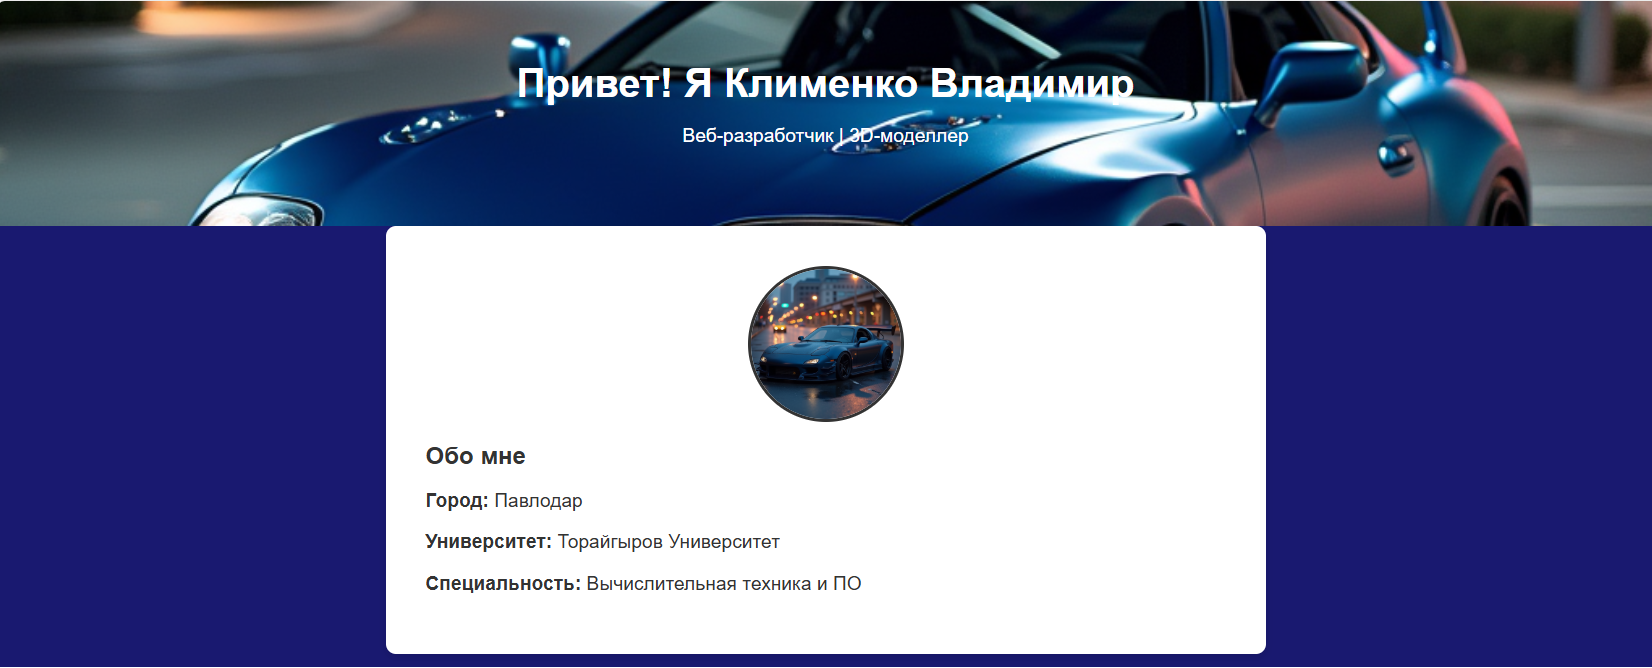 Привет! Я Клименко Владимир
Веб-разработчик | 3D-моделлер
Обо мне
Город: Павлодар
Университет: Торайгыров Университет
Специальность: Вычислительная техника и ПО